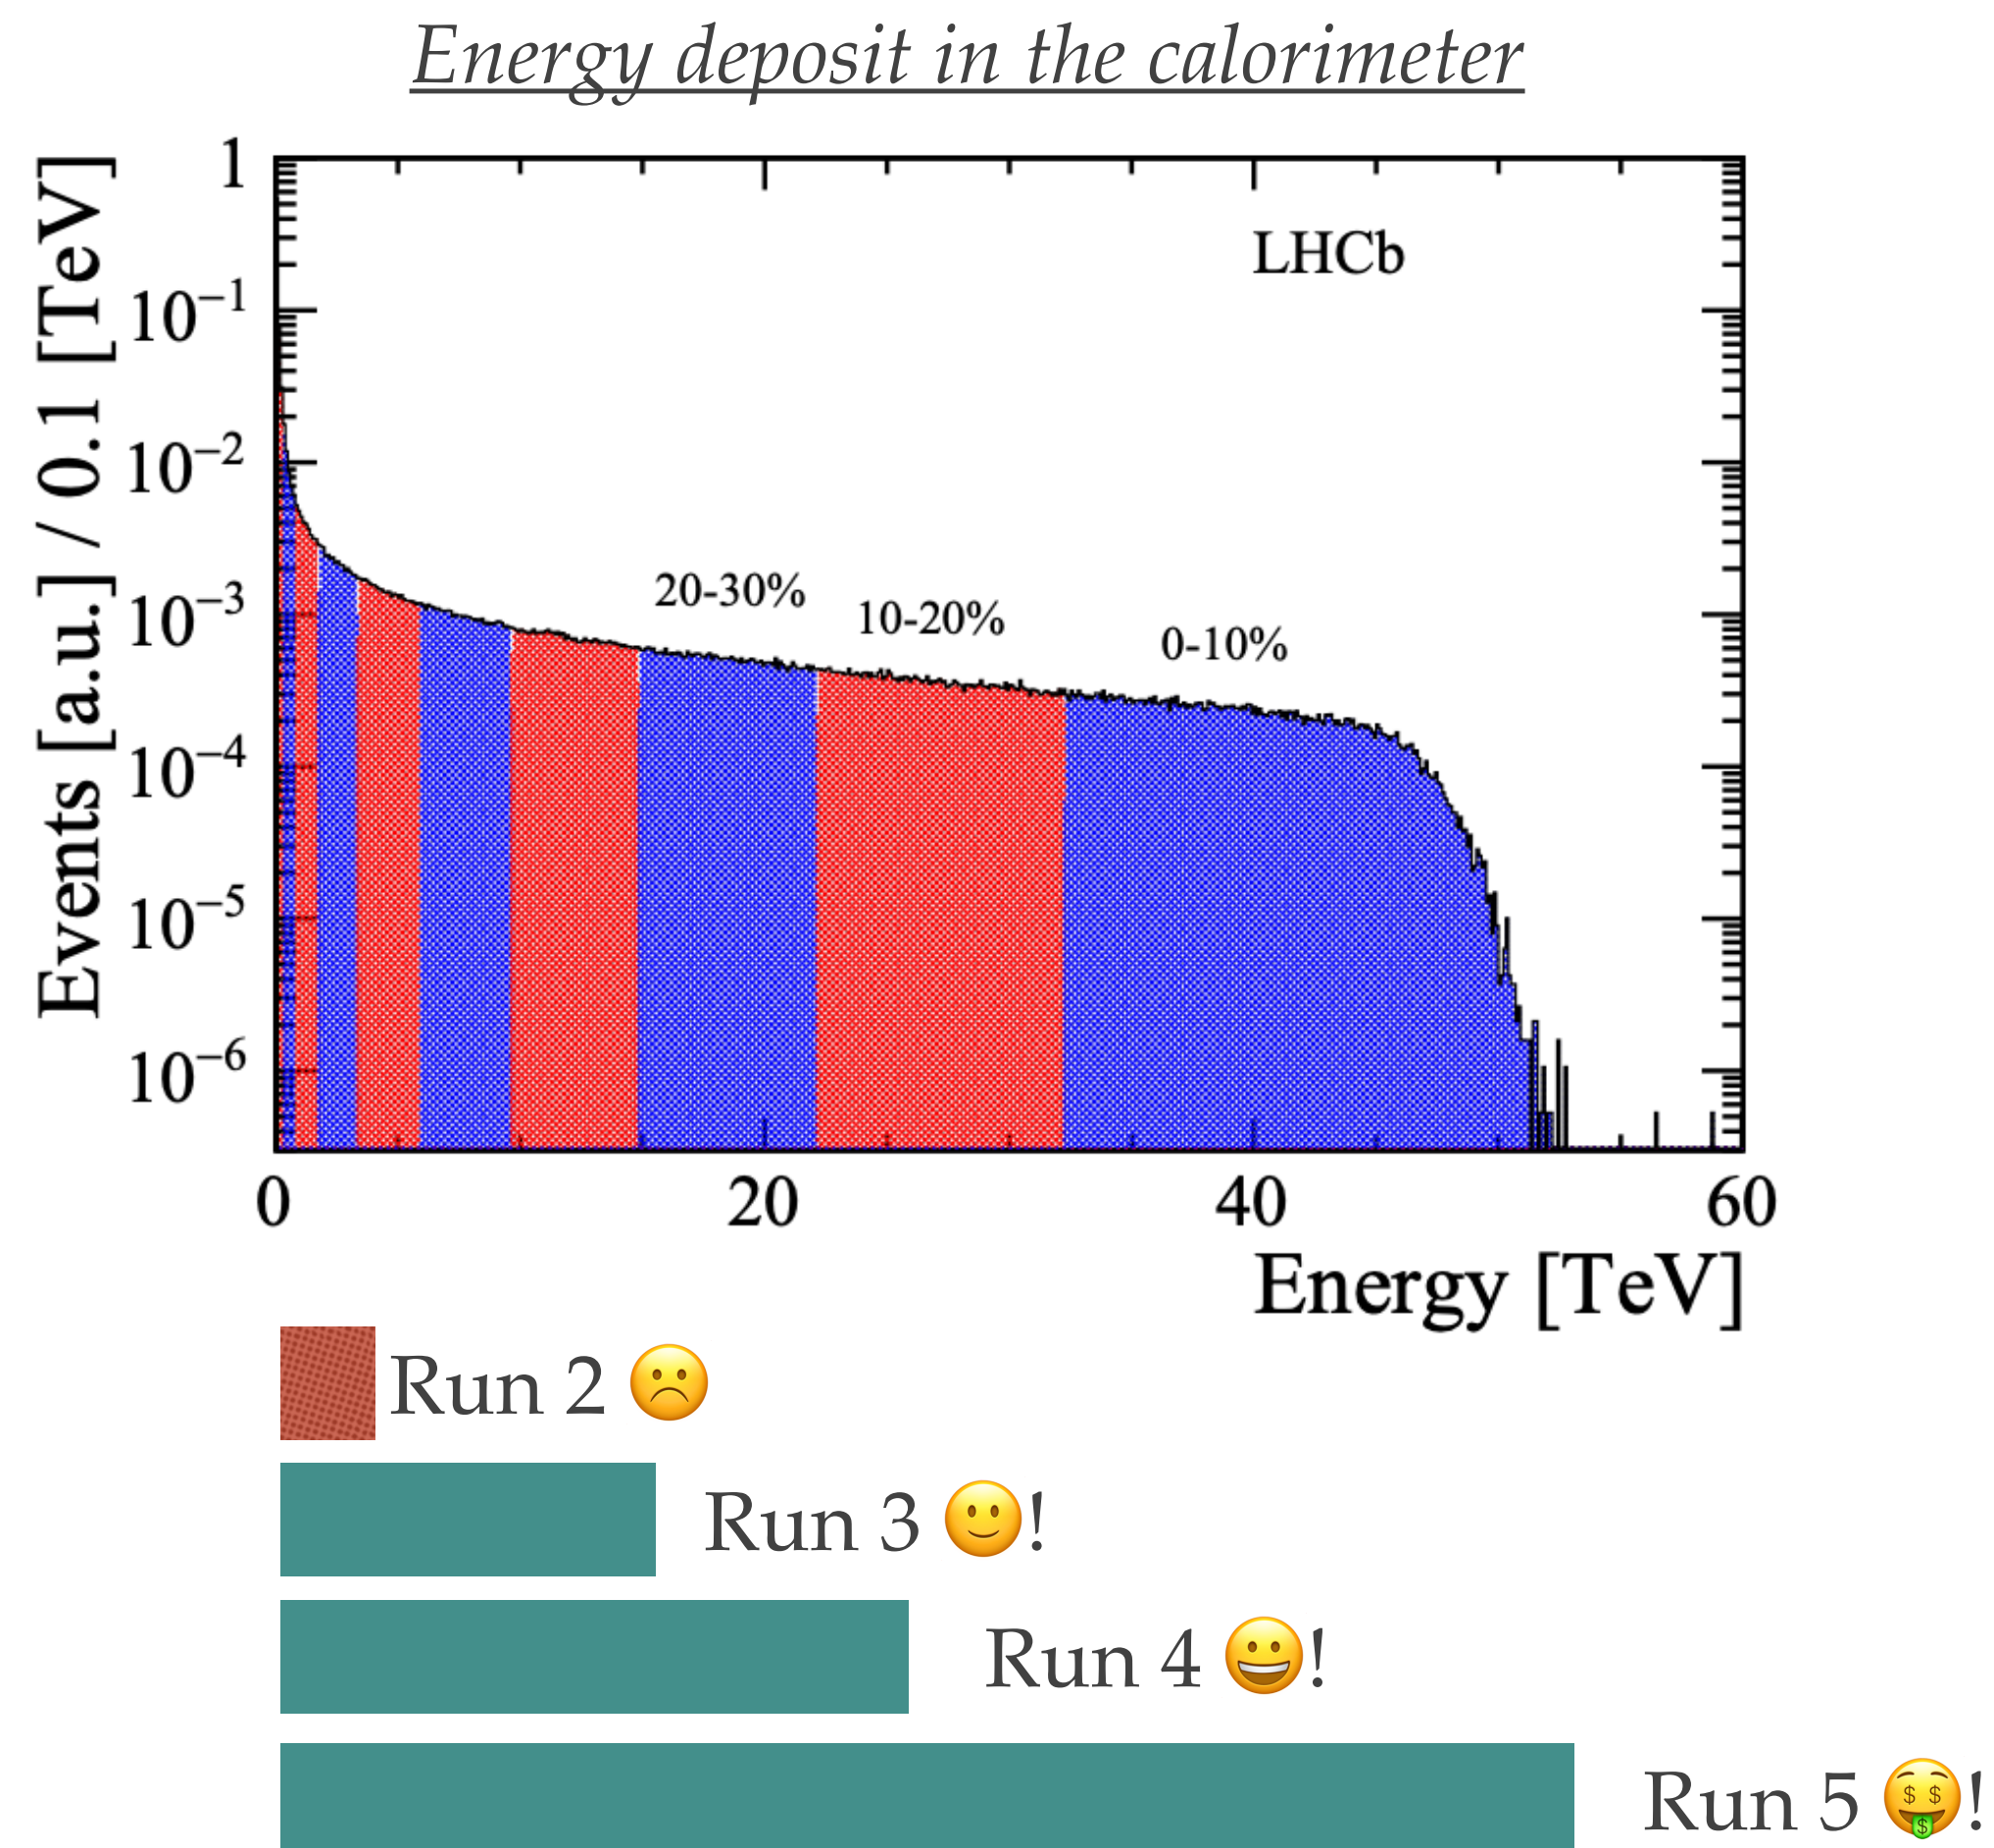 Energy deposit in the calorimeter
Events [a.u.] / 0.1 [TeV]
1
10⁻¹
10⁻²
10⁻³
10⁻⁴
10⁻⁵
10⁻⁶
LHCb
20-30%
10-20%
0-10%
0 20 40 60
Energy [TeV]
Run 2 ☹️
Run 3 🙂!
Run 4 😀!
Run 5 🤑!